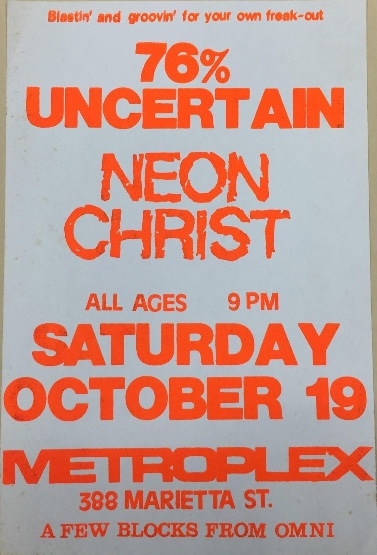 Blastin' and groovin' for your own freak-out
76%
UNCERTAIN
NEON
CHRIST
ALL AGES 9 PM
SATURDAY
OCTOBER 19
METROPLEX
388 MARIETTA ST.
A FEW BLOCKS FROM OMNI